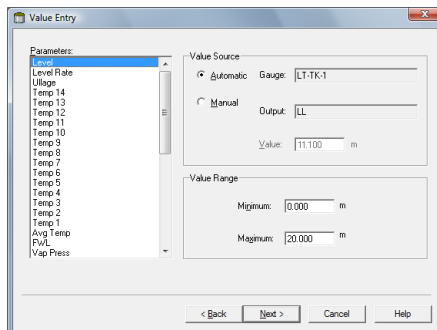 Value Entry
Parameters:
Level
Level Rate
Ullage
Temp 14
Temp 13
Temp 12
Temp 11
Temp 10
Temp 9
Temp 8
Temp 7
Temp 6
Temp 5
Temp 4
Temp 3
Temp 2
Temp 1
Avg Temp
FWL
Vap Press
Value Source
Automatic
Gauge: LT-TK-1
Manual
Output: LL
Value: 11.100 m
Value Range
Minimum: 0.000 m
Maximum: 20.000 m
< Back
Next >
Cancel
Help